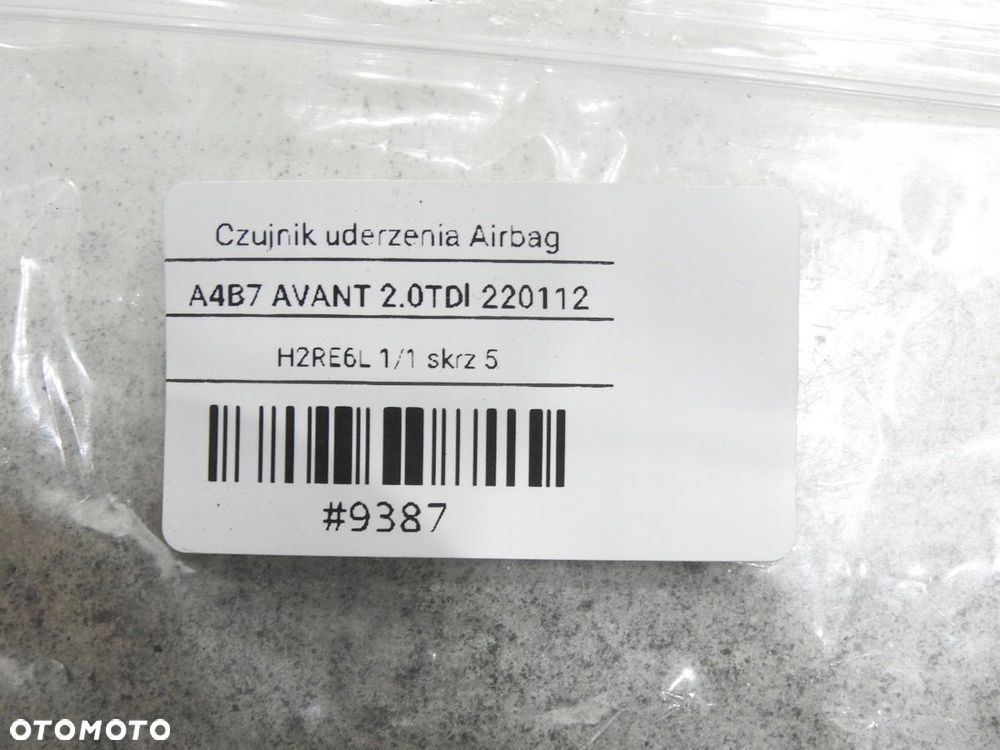 Czujnik uderzenia Airbag
A4B7 AVANT 2.0TDI 220112
H2RE6L 1/1 skrz 5
#9387
OTOMOTO